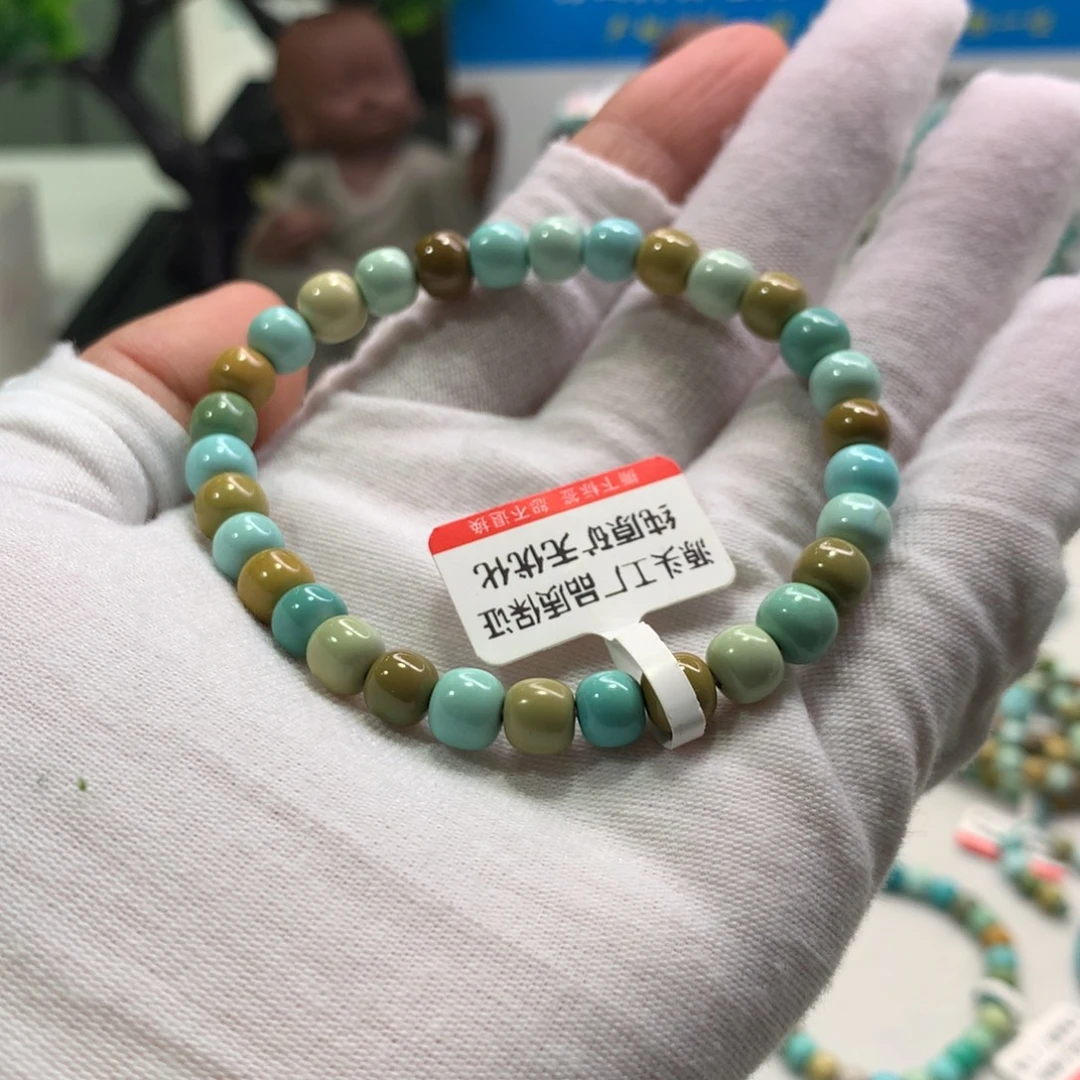 源头工厂 品质保证
纯原矿 无优化
撕下标签 恕不退换